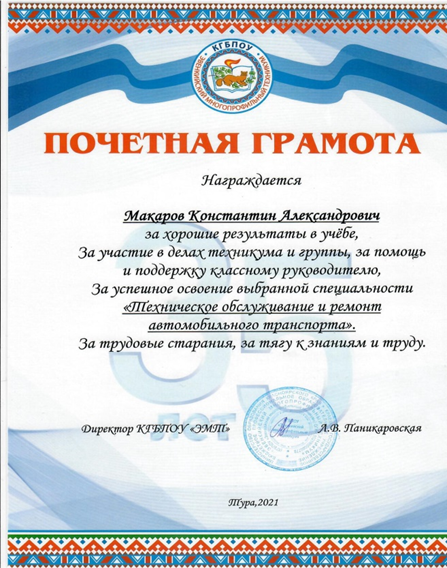 КГБПОУ
ЭВЕНКИЙСКИЙ МНОГОПРОФИЛЬНЫЙ ТЕХНИКУМ
ПОЧЕТНАЯ ГРАМОТА
Награждается
Макаров Константин Александрович
за хорошие результаты в учёбе,
За участие в делах техникума и группы, за помощь
и поддержку классному руководителю,
За успешное освоение выбранной специальности
«Техническое обслуживание и ремонт
автомобильного транспорта».
За трудовые старания, за тягу к знаниям и труду.
35
лет
Директор КГБПОУ «ЭМТ» Л.В. Паникаровская
Тура,2021